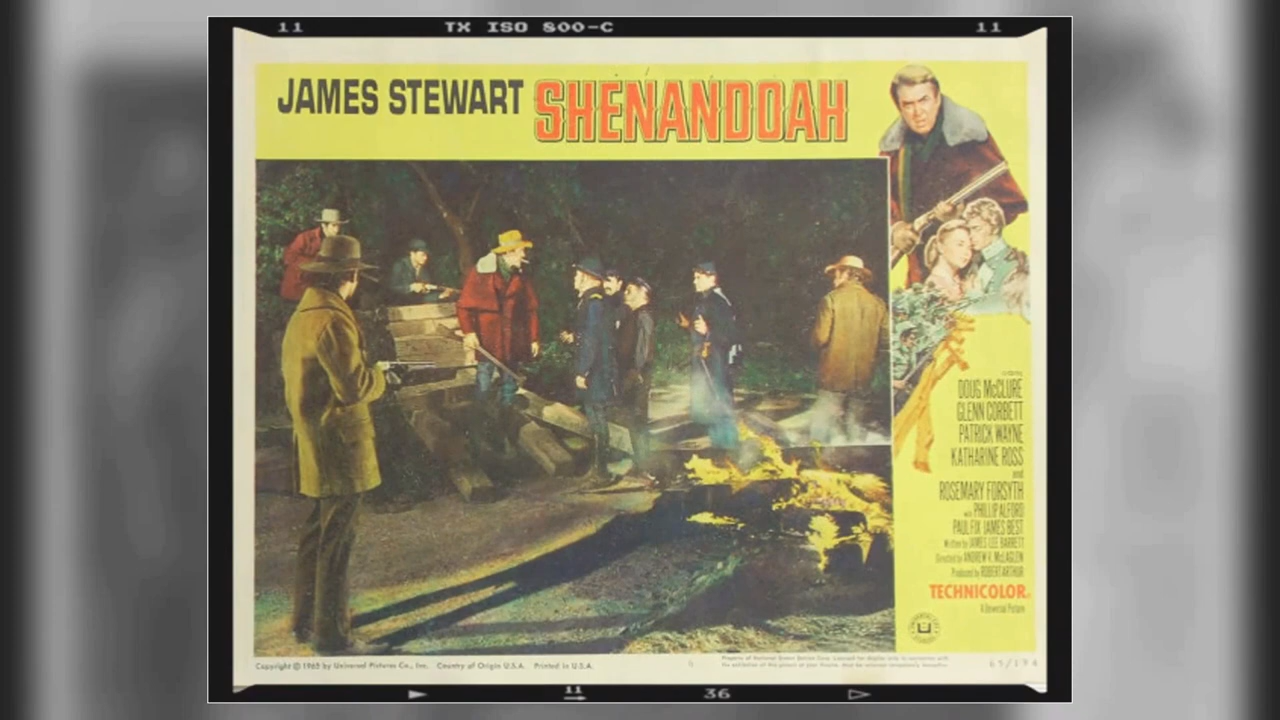 11 TX ISO 800-C 11
JAMES STEWART SHENANDOAH
DOUG McCLURE
GLENN CORBETT
PATRICK WAYNE
KATHARINE ROSS
and
ROSEMARY FORSYTH
with PHILLIP ALFORD
PAUL FIX JAMES BEST
Written by JAMES LEE BARRETT
Directed by ANDREW V. McLAGLEN
Produced by ROBERT ARTHUR
TECHNICOLOR®
A Universal Picture
Copyright © 1965 by Universal Pictures Co., Inc. Country of Origin U.S.A. Printed in U.S.A.
65/194
11 36